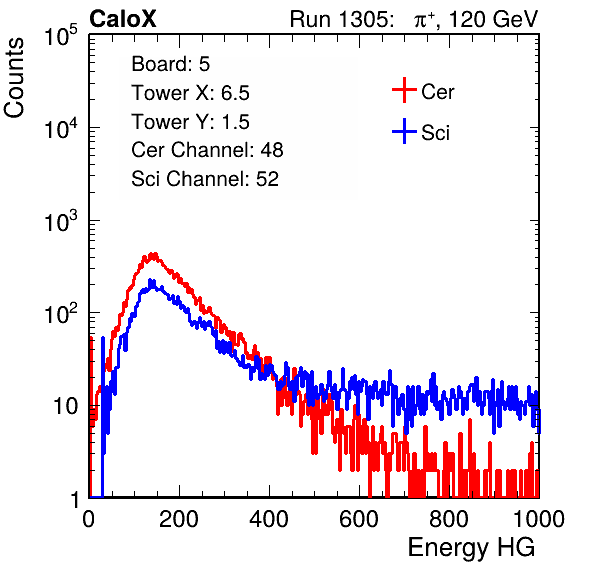 CaloX Run 1305: π⁺, 120 GeV
Counts
10⁵
10⁴
10³
10²
10
1
Board: 5
Tower X: 6.5
Tower Y: 1.5
Cer Channel: 48
Sci Channel: 52
Cer
Sci
0 200 400 600 800 1000
Energy HG